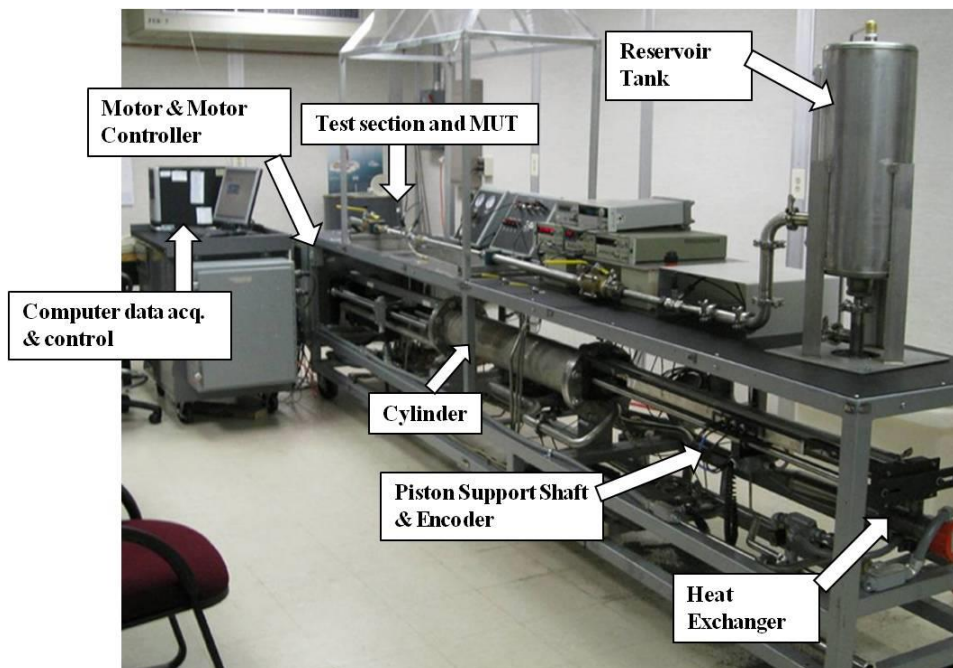 Reservoir
Tank
Motor & Motor
Controller
Test section and MUT
Computer data acq.
& control
Cylinder
Piston Support Shaft
& Encoder
Heat
Exchanger